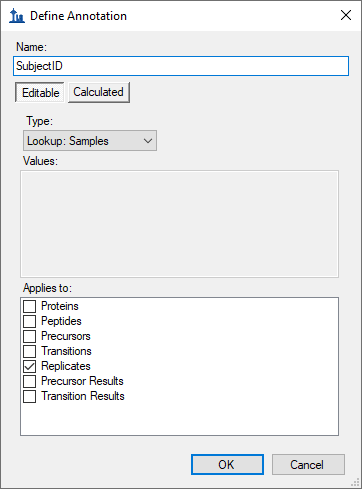 Define Annotation
Name:
SubjectID
Editable Calculated
Type:
Lookup: Samples
Values:
Applies to:
Proteins
Peptides
Precursors
Transitions
Replicates
Precursor Results
Transition Results
OK Cancel